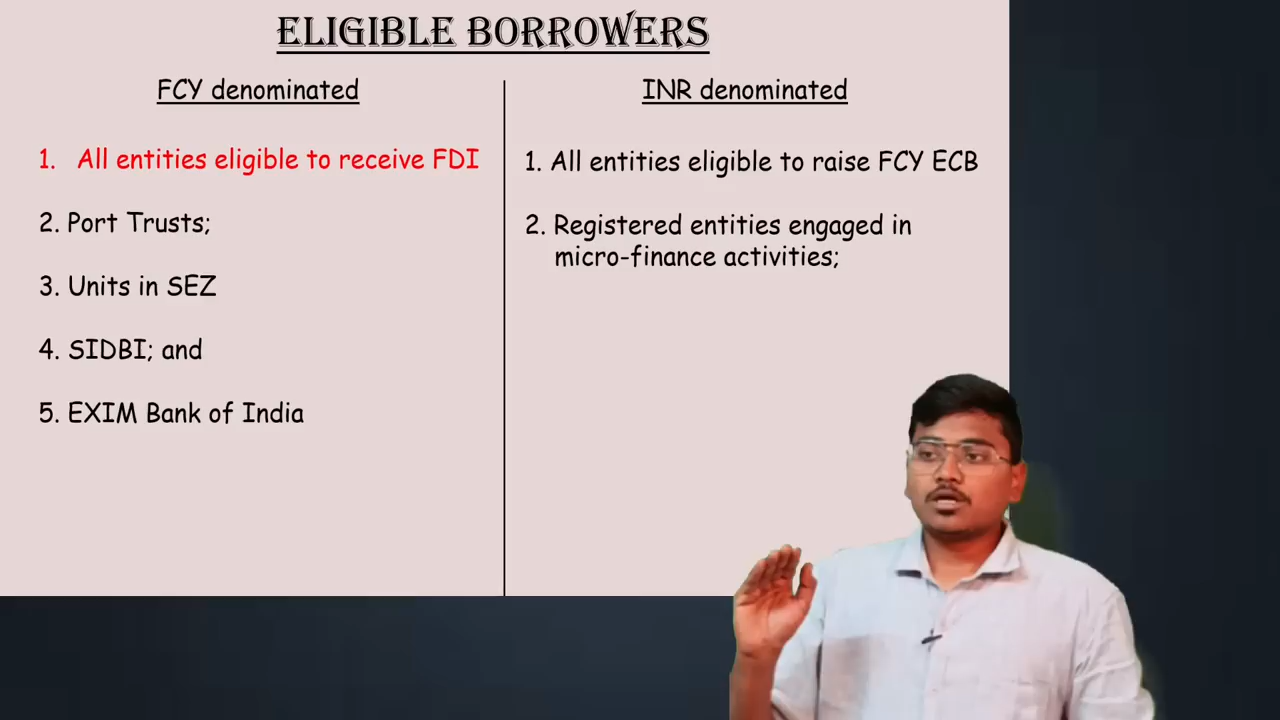 ELIGIBLE BORROWERS
FCY denominated
1. All entities eligible to receive FDI
2. Port Trusts;
3. Units in SEZ
4. SIDBI; and
5. EXIM Bank of India
INR denominated
1. All entities eligible to raise FCY ECB
2. Registered entities engaged in
micro-finance activities;